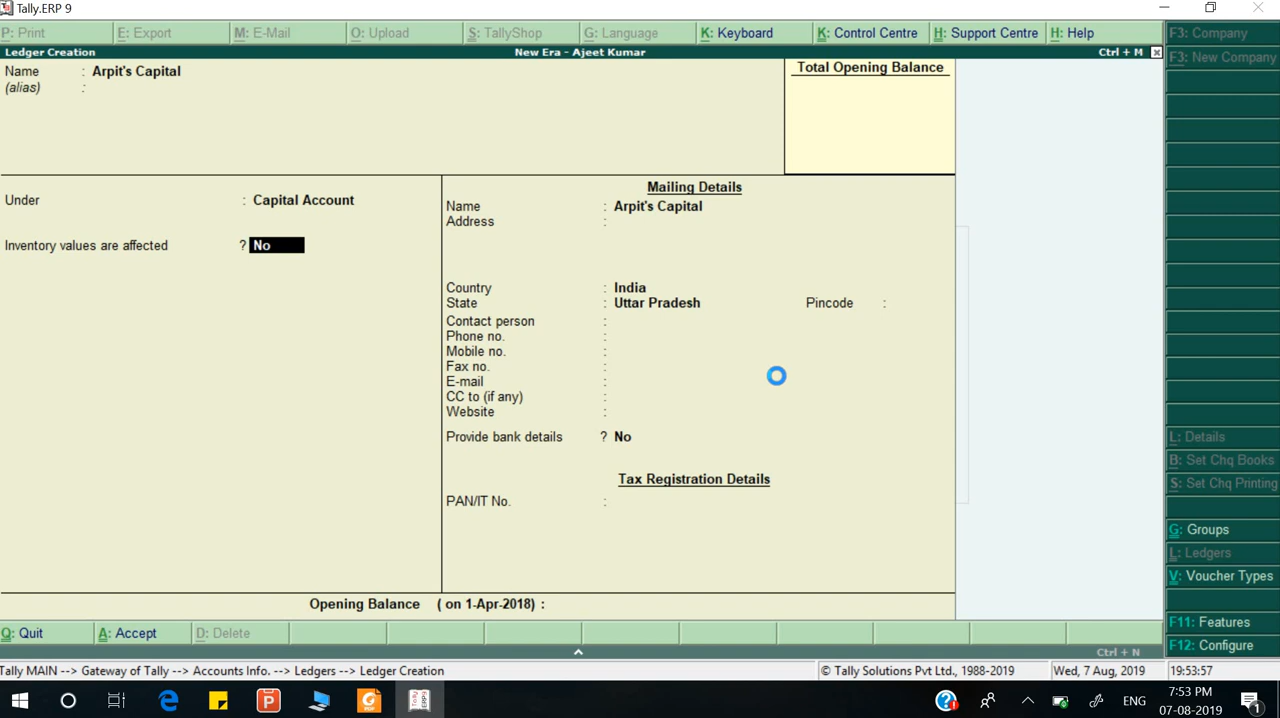 Tally.ERP 9
P: Print E: Export M: E-Mail O: Upload S: TallyShop G: Language K: Keyboard K: Control Centre H: Support Centre H: Help
F3: Company
Ledger Creation New Era - Ajeet Kumar Ctrl + M
F3: New Company
Name : Arpit's Capital
(alias) :
Total Opening Balance
Under : Capital Account
Inventory values are affected ? No
Mailing Details
Name : Arpit's Capital
Address :
Country : India
State : Uttar Pradesh Pincode :
Contact person :
Phone no. :
Mobile no. :
Fax no. :
E-mail :
CC to (if any) :
Website :
Provide bank details ? No
Tax Registration Details
PAN/IT No. :
Opening Balance ( on 1-Apr-2018) :
L: Details
B: Set Chq Books
S: Set Chq Printing
G: Groups
L: Ledgers
V: Voucher Types
F11: Features
F12: Configure
Q: Quit A: Accept D: Delete
Ctrl + N
Tally MAIN --> Gateway of Tally --> Accounts Info. --> Ledgers --> Ledger Creation © Tally Solutions Pvt Ltd., 1988-2019 Wed, 7 Aug, 2019 19:53:57
ENG 7:53 PM
07-08-2019